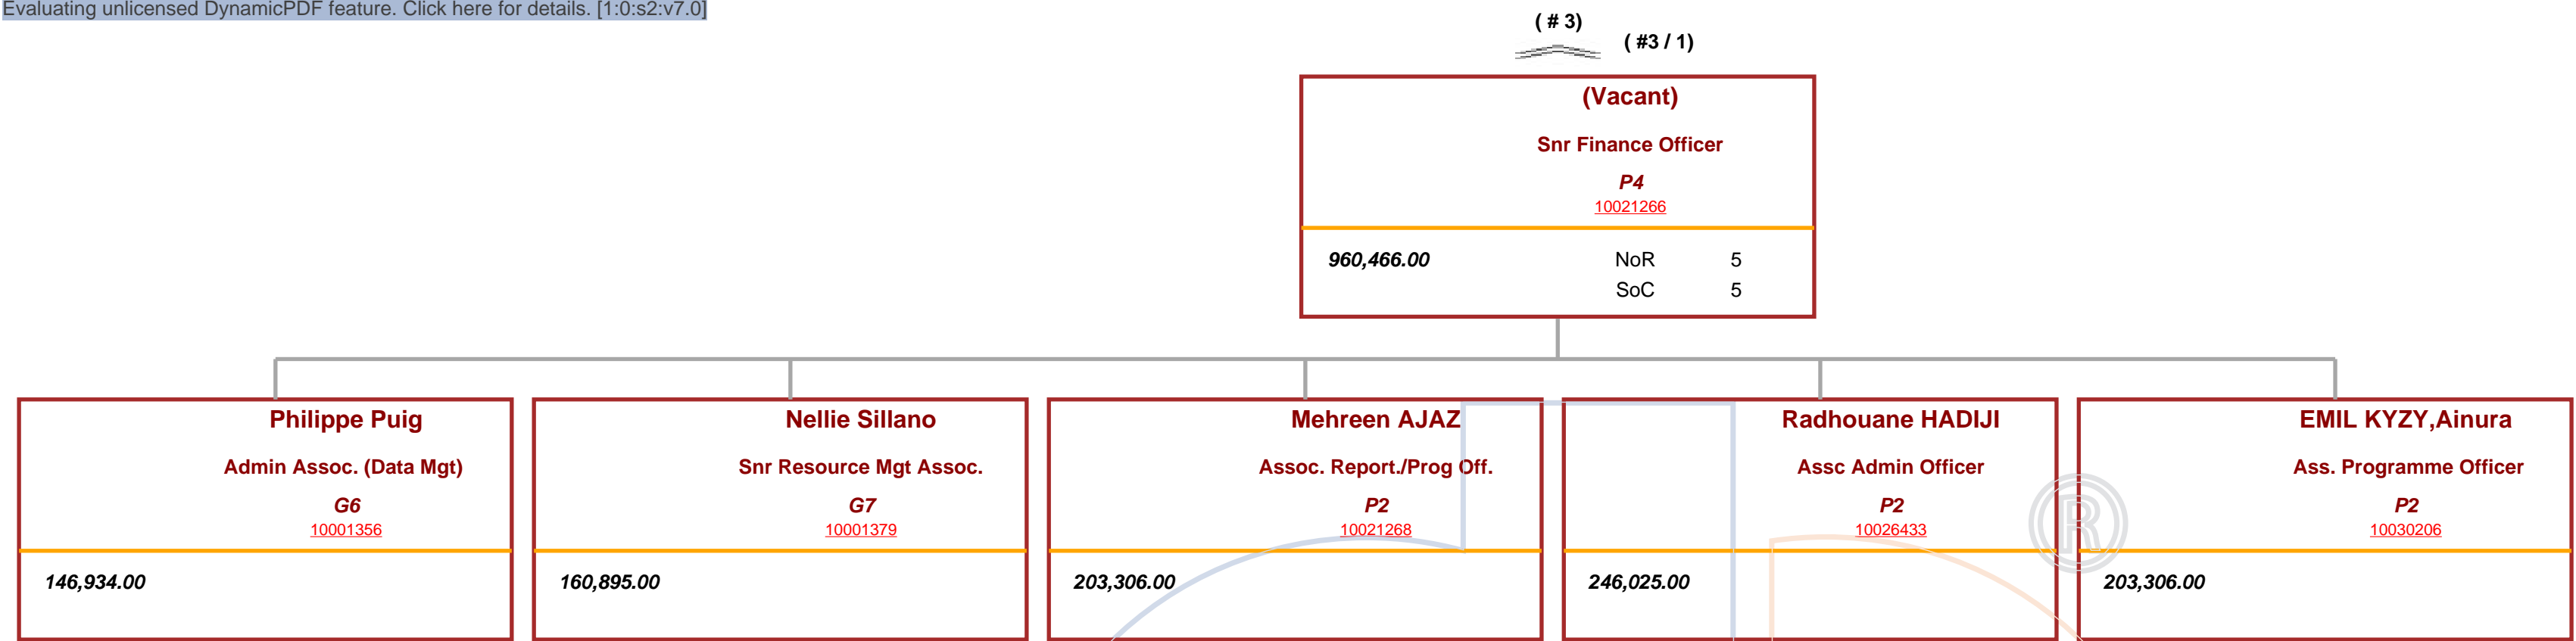 Evaluating unlicensed DynamicPDF feature. Click here for details. [1:0:s2:v7.0]
( # 3)
( #3 / 1)
(Vacant)
Snr Finance Officer
P4
10021266
960,466.00 NoR 5
SoC 5
Philippe Puig
Admin Assoc. (Data Mgt)
G6
10001356
146,934.00
Nellie Sillano
Snr Resource Mgt Assoc.
G7
10001379
160,895.00
Mehreen AJAZ
Assoc. Report./Prog Off.
P2
10021268
203,306.00
Radhouane HADIJI
Assc Admin Officer
P2
10026433
246,025.00
EMIL KYZY,Ainura
Ass. Programme Officer
P2
10030206
203,306.00
®